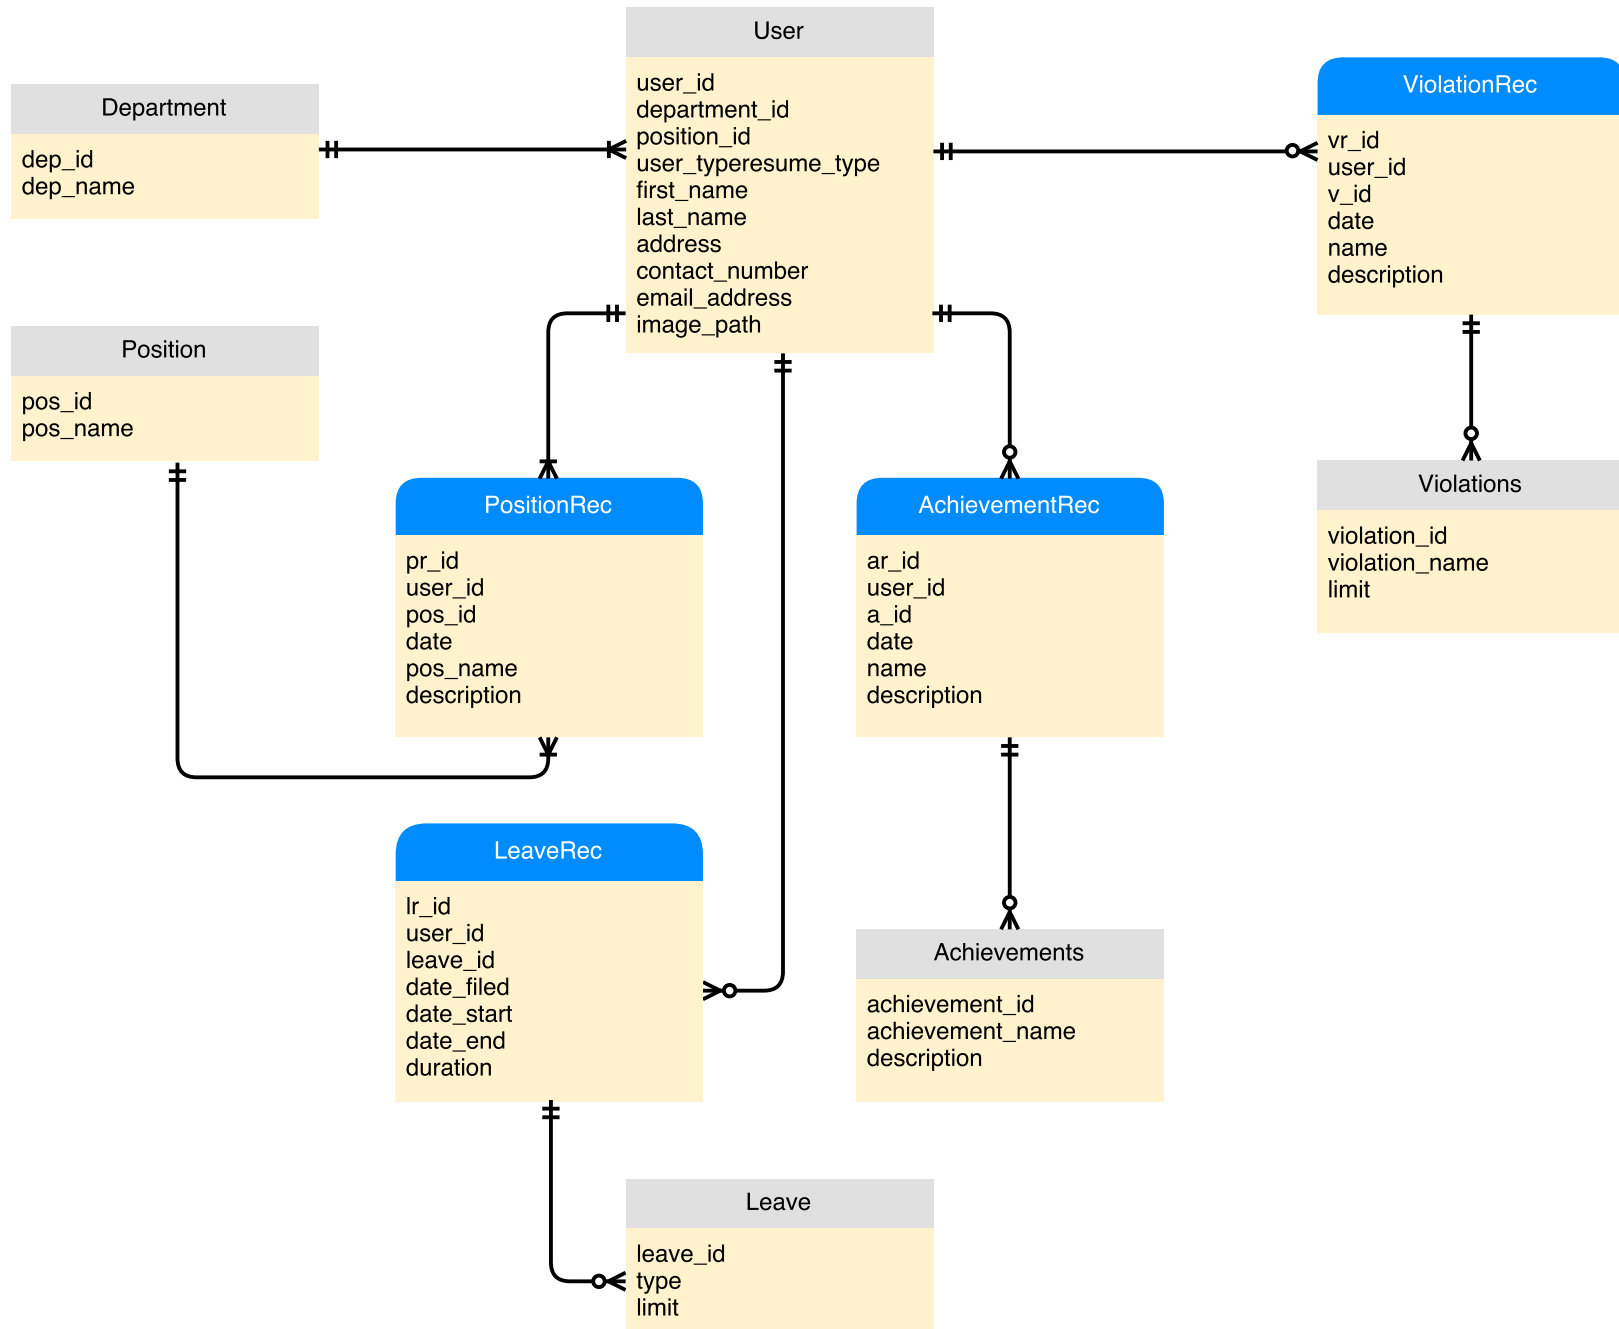 User
user_id
department_id
position_id
user_typeresume_type
first_name
last_name
address
contact_number
email_address
image_path
Department
dep_id
dep_name
ViolationRec
vr_id
user_id
v_id
date
name
description
Position
pos_id
pos_name
PositionRec
pr_id
user_id
pos_id
date
pos_name
description
AchievementRec
ar_id
user_id
a_id
date
name
description
Violations
violation_id
violation_name
limit
LeaveRec
lr_id
user_id
leave_id
date_filed
date_start
date_end
duration
Achievements
achievement_id
achievement_name
description
Leave
leave_id
type
limit